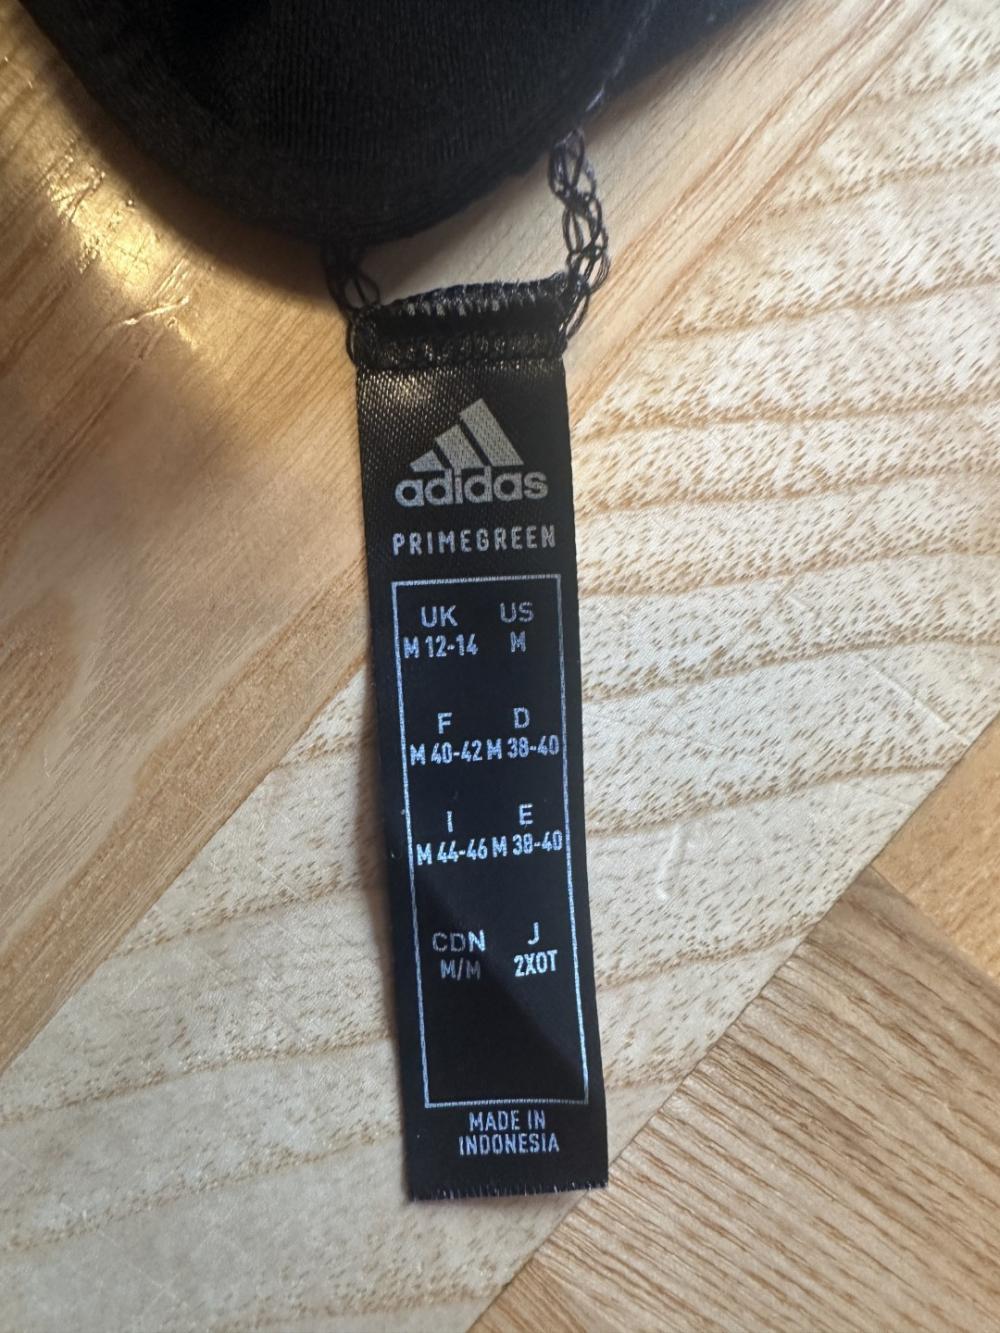 adidas
PRIMEGREEN
UK US
M 12-14 M
F D
M 40-42 M 38-40
I E
M 44-46 M 38-40
CDN J
M/M 2XOT
MADE IN
INDONESIA